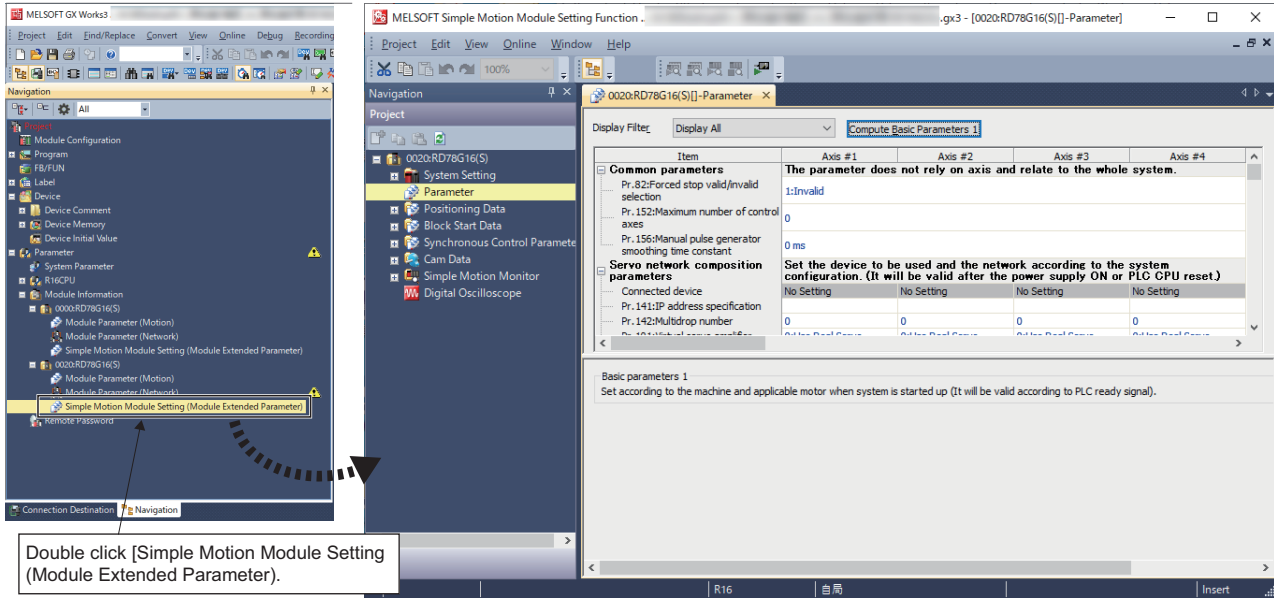 MELSOFT GX Works3
Project Edit Find/Replace Convert View Online Debug Recording
Navigation
All
Project
Module Configuration
Program
FB/FUN
Label
Device
Device Comment
Device Memory
Device Initial Value
Parameter
System Parameter
R16CPU
Module Information
0000:RD78G16(S)
Module Parameter (Motion)
Module Parameter (Network)
Simple Motion Module Setting (Module Extended Parameter)
0020:RD78G16(S)
Module Parameter (Motion)
Module Parameter (Network)
Simple Motion Module Setting (Module Extended Parameter)
Remote Password
Connection Destination Navigation
Double click [Simple Motion Module Setting
(Module Extended Parameter).
MELSOFT Simple Motion Module Setting Function . .gx3 - [0020:RD78G16(S)[]-Parameter]
Project Edit View Online Window Help
100%
Navigation
Project
0020:RD78G16(S)
System Setting
Parameter
Positioning Data
Block Start Data
Synchronous Control Paramete
Cam Data
Simple Motion Monitor
Digital Oscilloscope
0020:RD78G16(S)[]-Parameter
Display Filter Display All Compute Basic Parameters 1
Item Axis #1 Axis #2 Axis #3 Axis #4
Common parameters The parameter does not rely on axis and relate to the whole system.
Pr.82:Forced stop valid/invalid
selection
1:Invalid
Pr.152:Maximum number of control
axes
0
Pr.156:Manual pulse generator
smoothing time constant
0 ms
Servo network composition
parameters
Set the device to be used and the network according to the system
configuration. (It will be valid after the power supply ON or PLC CPU reset.)
Connected device No Setting No Setting No Setting No Setting
Pr.141:IP address specification
Pr.142:Multidrop number 0 0 0 0
Basic parameters 1
Set according to the machine and applicable motor when system is started up (It will be valid according to PLC ready signal).
R16 自局 Insert